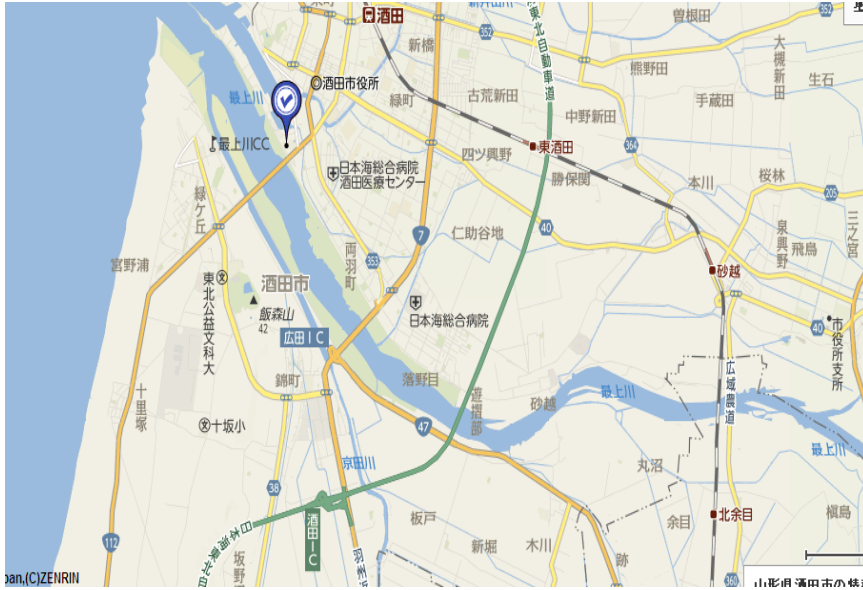 酒田
352
曽根田
352
新橋
酒田市役所
最上川
緑町
古荒新田
東北自動車道
熊野田
大槻新田
生石
手蔵田
中野新田
最上川CC
日本海総合病院
酒田医療センター
四ツ興野
東酒田
364
勝保関
本川
桜林
205
緑ケ丘
三之宮
宮野浦
両羽町
7
仁助谷地
40
泉興野
飛鳥
353
砂越
東北公益文科大
酒田市
飯森山
42
日本海総合病院
広田IC
40
市役所支所
錦町
落野目
遊摺部
砂越
最上川
広域農道
十里塚
十坂小
47
最上川
京田川
丸沼
38
酒田IC
板戸
余目
北余目
槇島
112
新堀
木川
跡
坂野
360
pan,(C)ZENRIN
山形県酒田市の